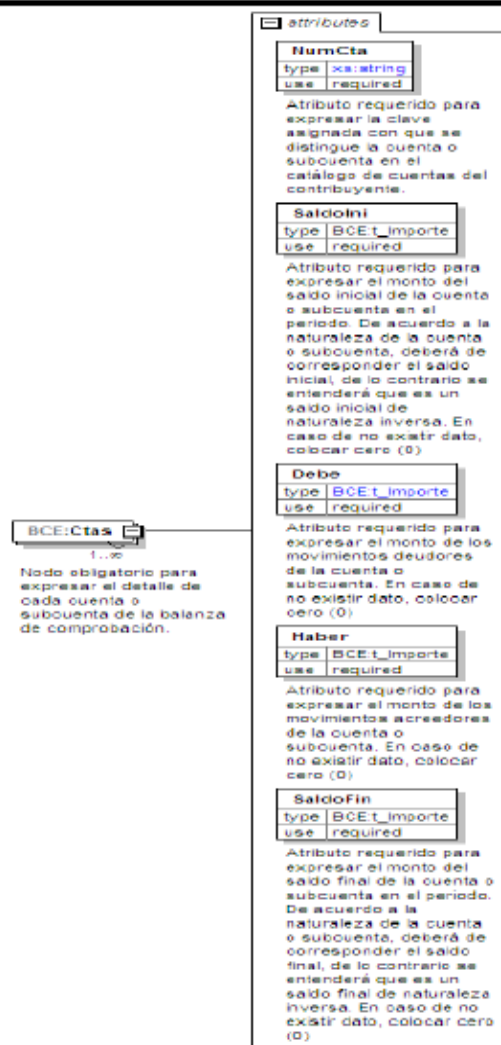 attributes
NumCta
type xs:string
use required
Atributo requerido para
expresar la clave
asignada con que se
distingue la cuenta o
subcuenta en el
catálogo de cuentas del
contribuyente.
SaldoIni
type BCE:t_Importe
use required
Atributo requerido para
expresar el monto del
saldo inicial de la cuenta
o subcuenta en el
periodo. De acuerdo a la
naturaleza de la cuenta
o subcuenta, deberá de
corresponder el saldo
inicial, de lo contrario se
entenderá que es un
saldo inicial de
naturaleza inversa. En
caso de no existir dato,
colocar cero (0)
Debe
type BCE:t_Importe
use required
Atributo requerido para
expresar el monto de los
movimientos deudores
de la cuenta o
subcuenta. En caso de
no existir dato, colocar
cero (0)
BCE:Ctas
1..∞
Nodo obligatorio para
expresar el detalle de
cada cuenta o
subcuenta de la balanza
de comprobación.
Haber
type BCE:t_Importe
use required
Atributo requerido para
expresar el monto de los
movimientos acreedores
de la cuenta o
subcuenta. En caso de
no existir dato, colocar
cero (0)
SaldoFin
type BCE:t_Importe
use required
Atributo requerido para
expresar el monto del
saldo final de la cuenta o
subcuenta en el periodo.
De acuerdo a la
naturaleza de la cuenta
o subcuenta, deberá de
corresponder el saldo
final, de lo contrario se
entenderá que es un
saldo final de naturaleza
inversa. En caso de no
existir dato, colocar cero
(0)